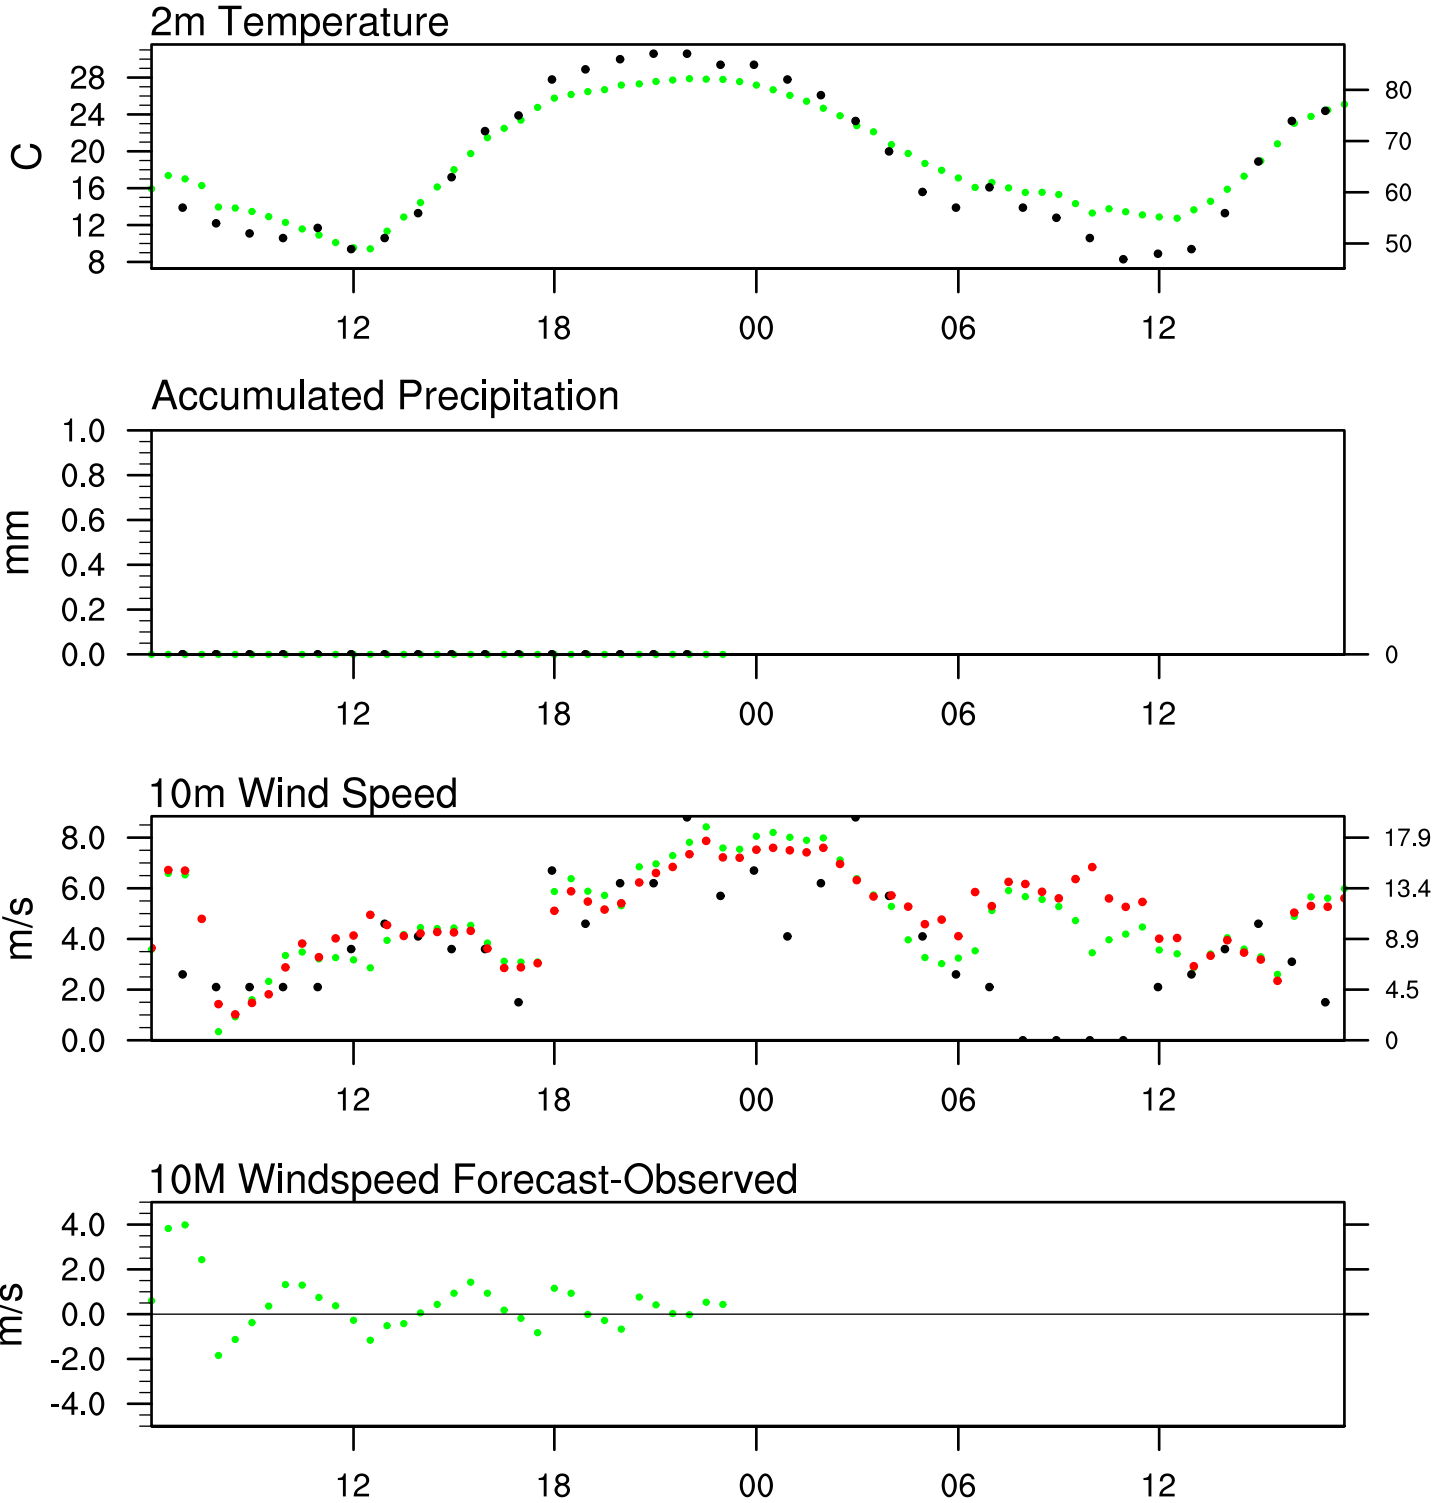 2m Temperature
C
28
24
20
16
12
8
80
70
60
50
12 18 00 06 12
Accumulated Precipitation
mm
1.0
0.8
0.6
0.4
0.2
0.0
0
12 18 00 06 12
10m Wind Speed
m/s
8.0
6.0
4.0
2.0
0.0
17.9
13.4
8.9
4.5
0
12 18 00 06 12
10M Windspeed Forecast-Observed
m/s
4.0
2.0
0.0
-2.0
-4.0
12 18 00 06 12